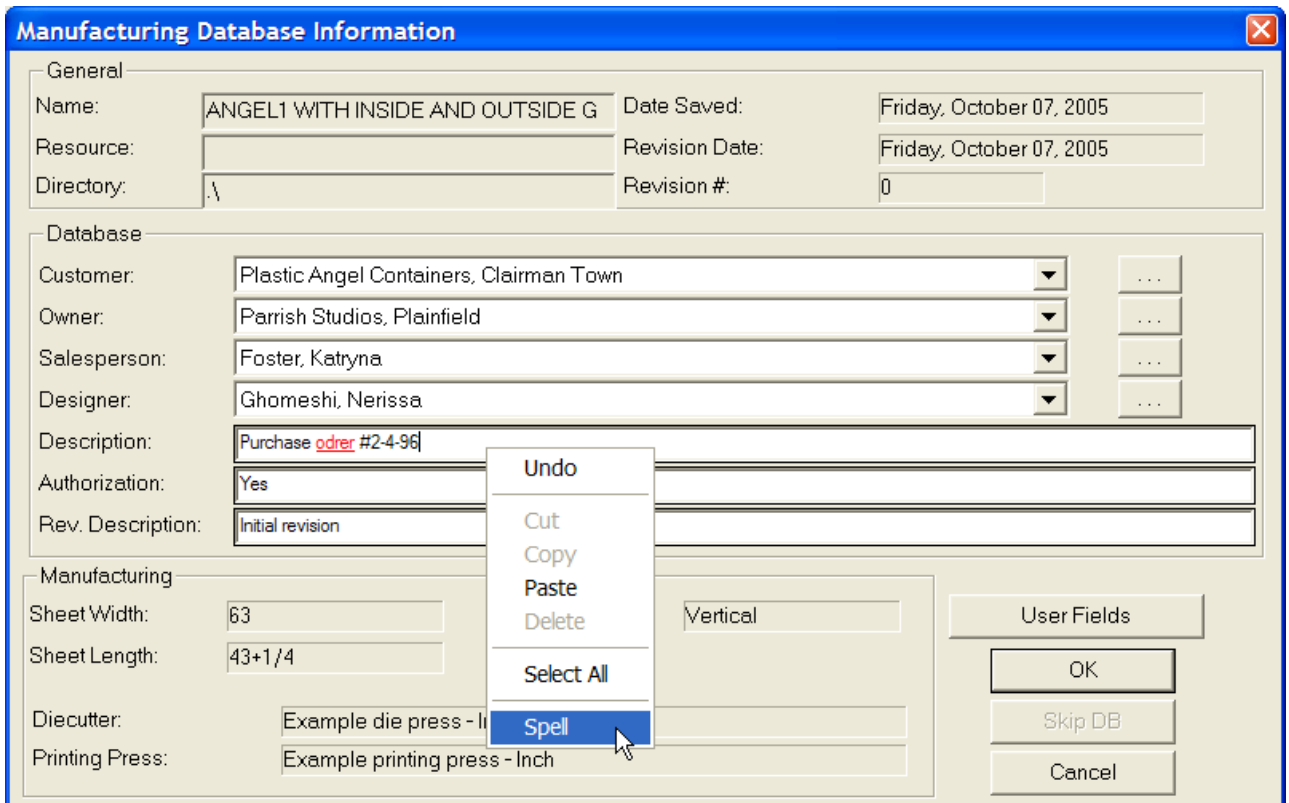 Manufacturing Database Information
General
Name: ANGEL1 WITH INSIDE AND OUTSIDE G Date Saved: Friday, October 07, 2005
Resource: Revision Date: Friday, October 07, 2005
Directory: .\ Revision #: 0
Database
Customer: Plastic Angel Containers, Clairman Town ...
Owner: Parrish Studios, Plainfield ...
Salesperson: Foster, Katryna ...
Designer: Ghomeshi, Nerissa ...
Description: Purchase odrer #2-4-96
Authorization: Yes
Rev. Description: Initial revision
Undo
Cut
Copy
Paste
Delete
Select All
Spell
Manufacturing
Sheet Width: 63 Vertical
Sheet Length: 43+1/4
Diecutter: Example die press - I
Printing Press: Example printing press - Inch
User Fields
OK
Skip DB
Cancel